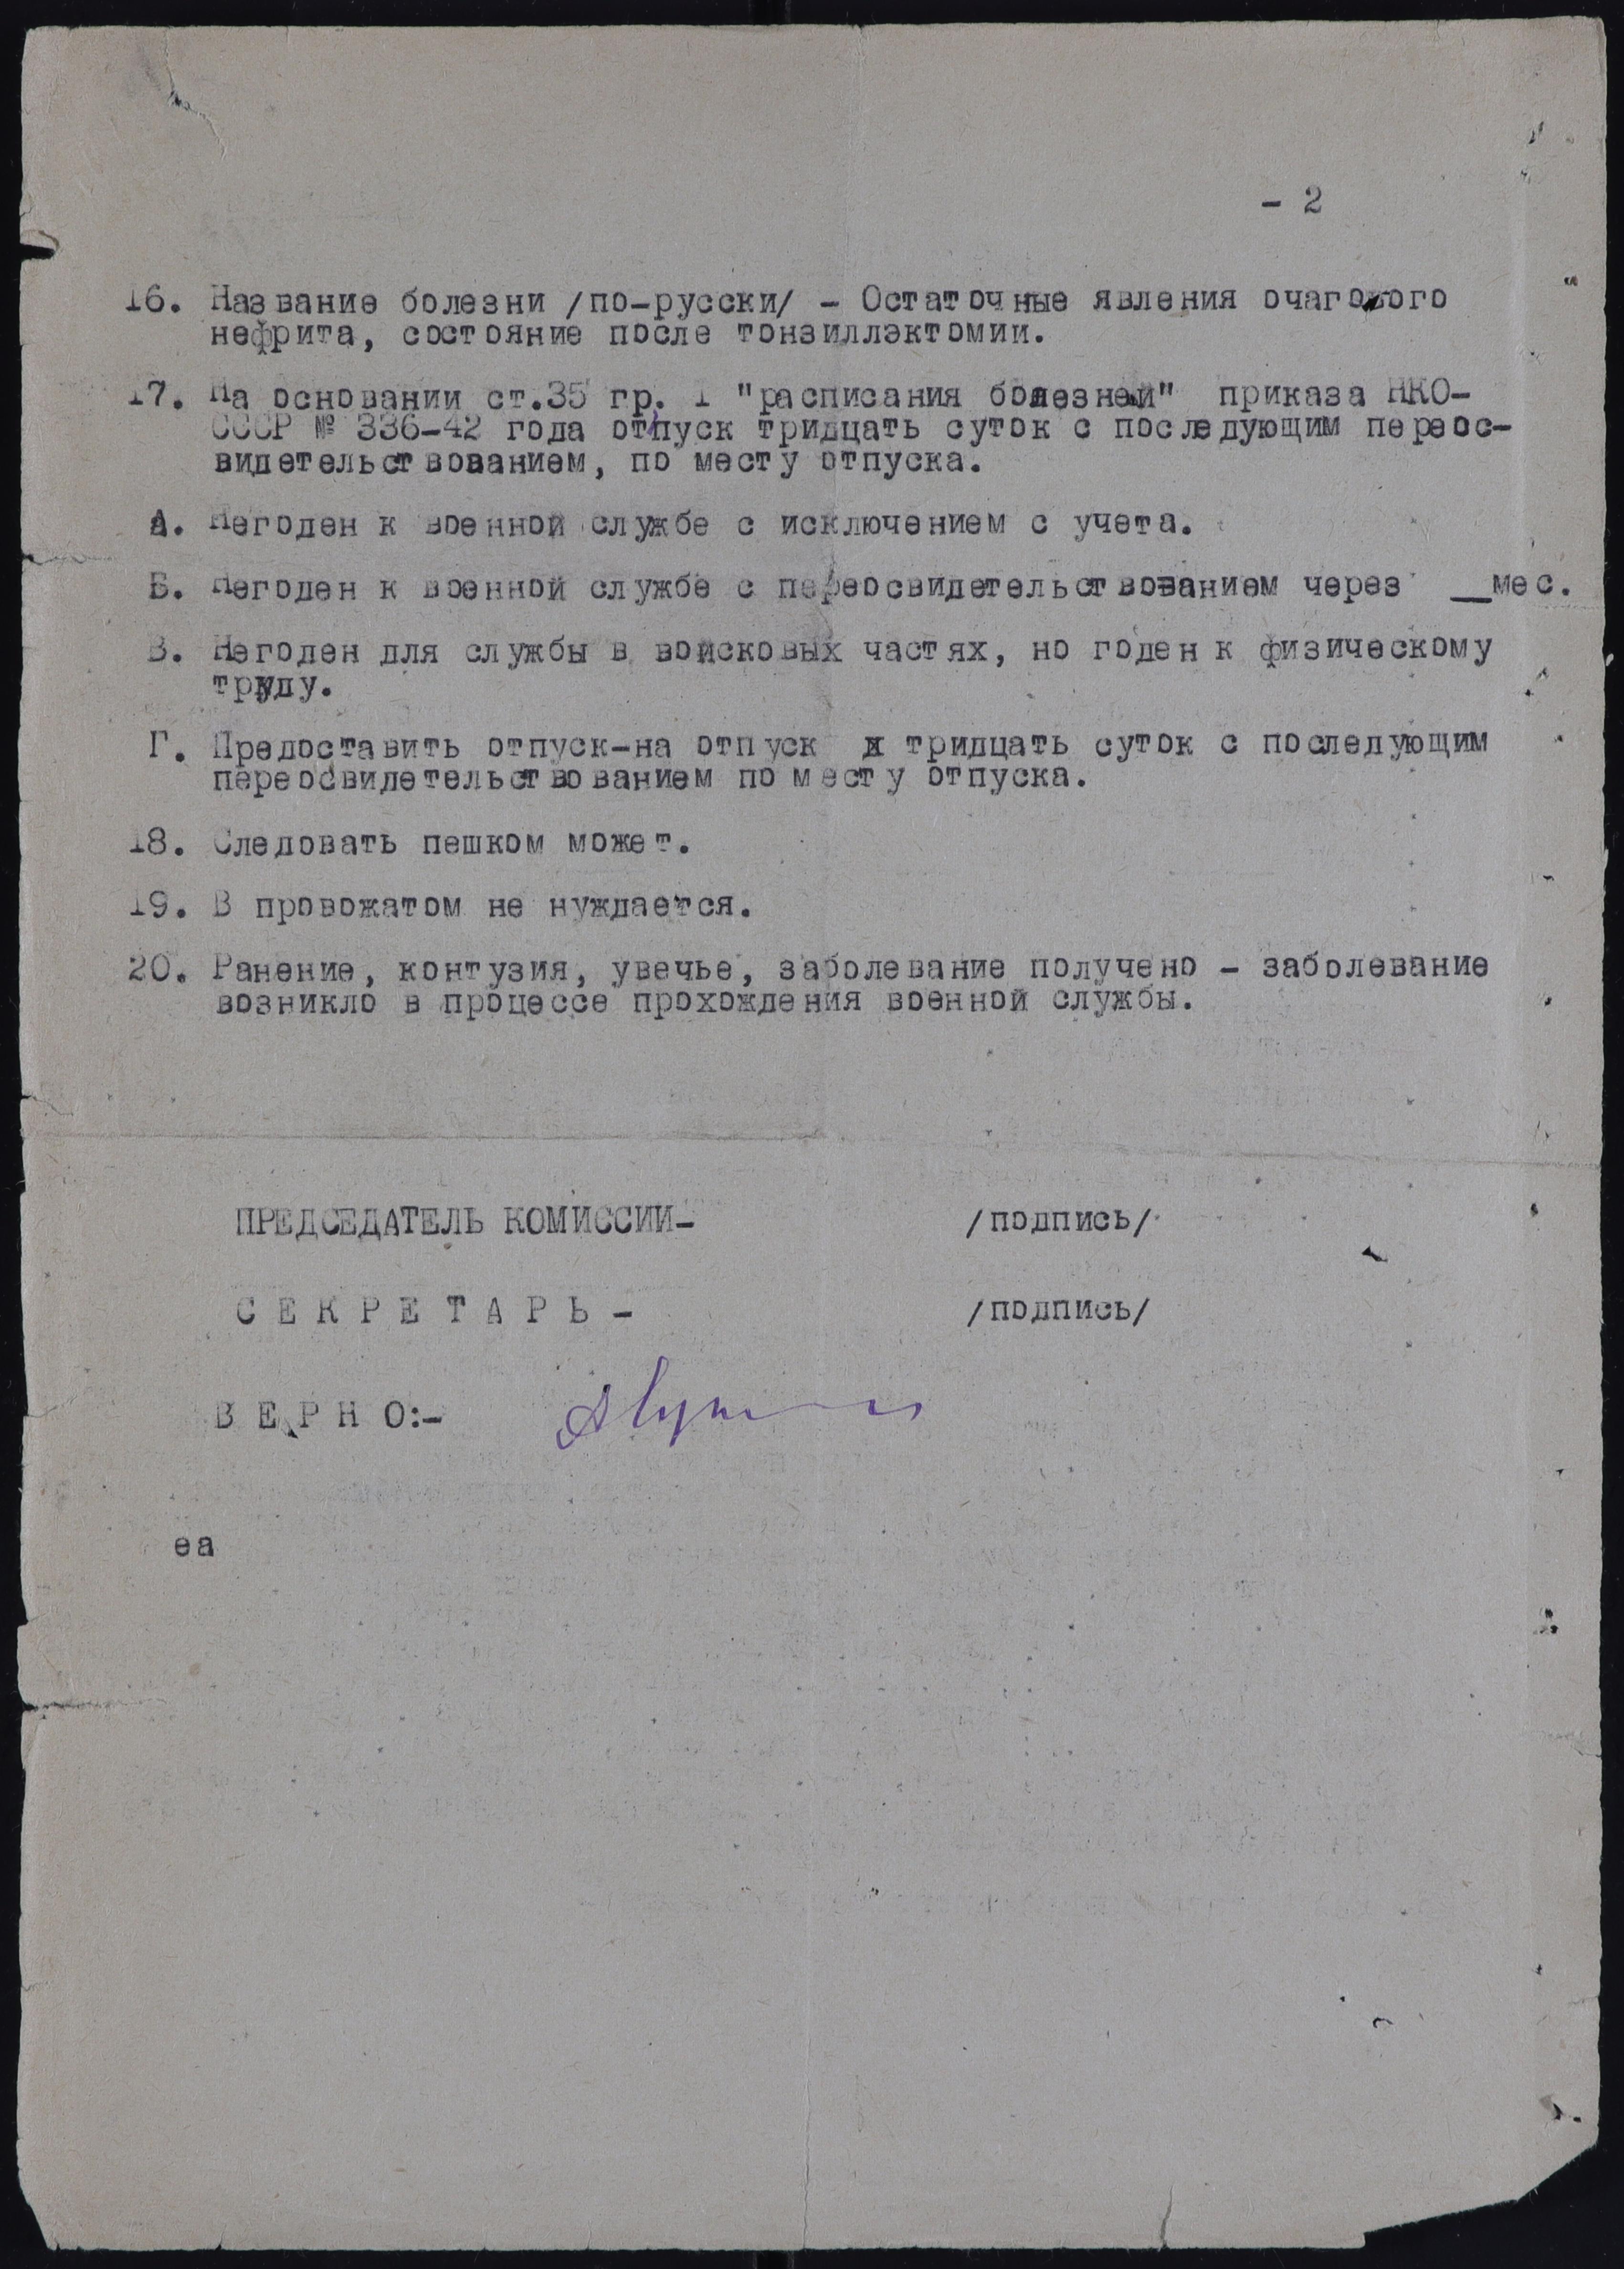 - 2
16. Название болезни /по-русски/ - Остаточные явления очагового
нефрита, состояние после тонзиллэктомии.
17. На основании ст.35 гр. I "расписания болезней" приказа НКО-
СССР № 336-42 года отпуск тридцать суток с последующим переос-
видетельствованием, по месту отпуска.
А. Негоден к военной службе с исключением с учета.
Б. Негоден к военной службе с переосвидетельствованием через __мес.
В. Негоден для службы в войсковых частях, но годен к физическому
труду.
Г. Предоставить отпуск-на отпуск тридцать суток с последующим
переосвидетельствованием по месту отпуска.
18. Следовать пешком может.
19. В провожатом не нуждается.
20. Ранение, контузия, увечье, заболевание получено - заболевание
возникло в процессе прохождения военной службы.
ПРЕДСЕДАТЕЛЬ КОМИССИИ- /подпись/
С Е К Р Е Т А Р Ь - /подпись/
В Е Р Н О:-
еа